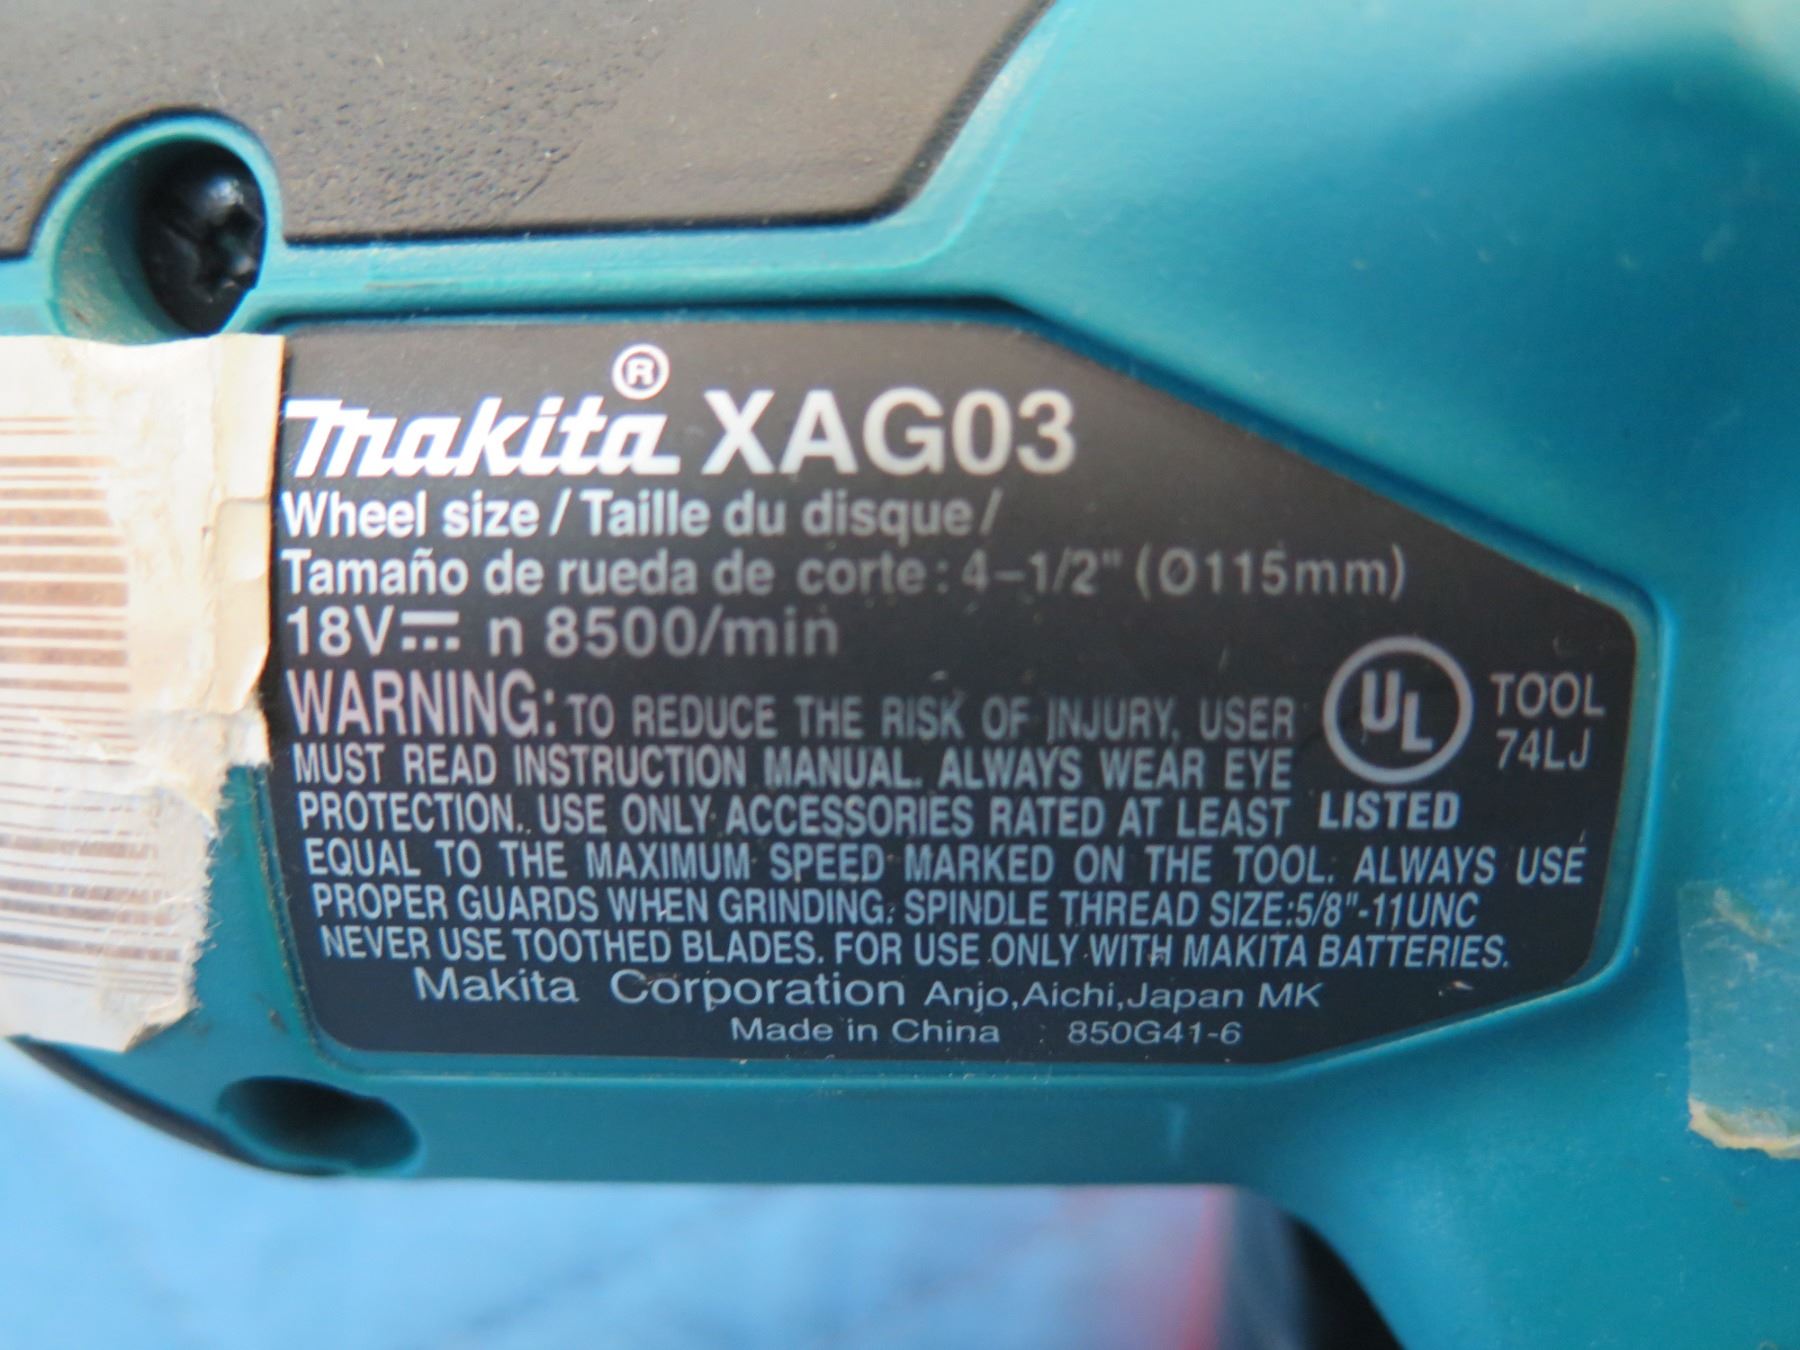 Makita® XAG03
Wheel size / Taille du disque /
Tamaño de rueda de corte: 4-1/2" (Ø115mm)
18V⎓ n 8500/min
WARNING: TO REDUCE THE RISK OF INJURY, USER
MUST READ INSTRUCTION MANUAL. ALWAYS WEAR EYE
PROTECTION. USE ONLY ACCESSORIES RATED AT LEAST
EQUAL TO THE MAXIMUM SPEED MARKED ON THE TOOL. ALWAYS USE
PROPER GUARDS WHEN GRINDING. SPINDLE THREAD SIZE:5/8"-11UNC
NEVER USE TOOTHED BLADES. FOR USE ONLY WITH MAKITA BATTERIES.
UL
LISTED
TOOL
74LJ
Makita Corporation Anjo,Aichi,Japan MK
Made in China 850G41-6